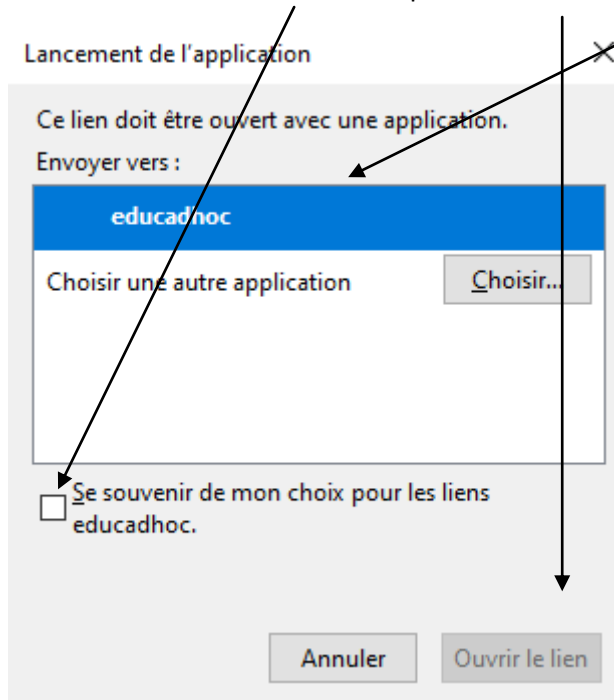 Lancement de l'application
Ce lien doit être ouvert avec une application.
Envoyer vers :
educadhoc
Choisir une autre application
Choisir...
Se souvenir de mon choix pour les liens
educadhoc.
Annuler
Ouvrir le lien